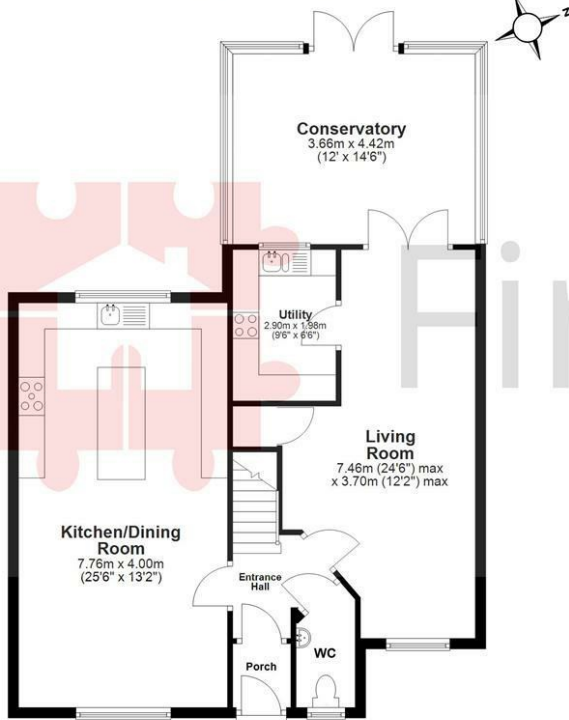 Z
Conservatory
3.66m x 4.42m
(12' x 14'6")
Utility
2.90m x 1.98m
(9'6" x 6'6")
Fir
Living
Room
7.46m (24'6") max
x 3.70m (12'2") max
Kitchen/Dining
Room
7.76m x 4.00m
(25'6" x 13'2")
Entrance
Hall
Porch
WC